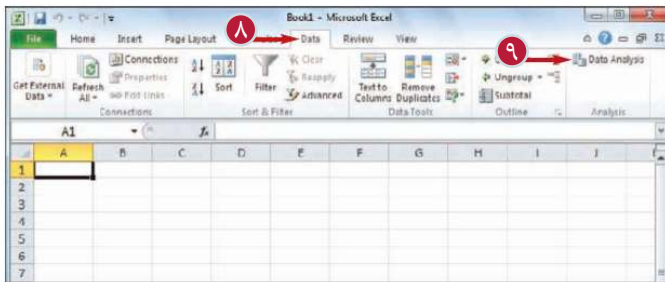 Book1 - Microsoft Excel
File Home Insert Page Layout ٨ Data Review View
٩
Get External Data
Refresh All
Connections
Properties
Edit Links
Connections
Sort
Filter
Clear
Reapply
Advanced
Sort & Filter
Text to Columns
Remove Duplicates
Data Tools
Ungroup
Subtotal
Outline
Data Analysis
Analysis
A1 fx
A B C D E F G H I J
1
2
3
4
5
6
7